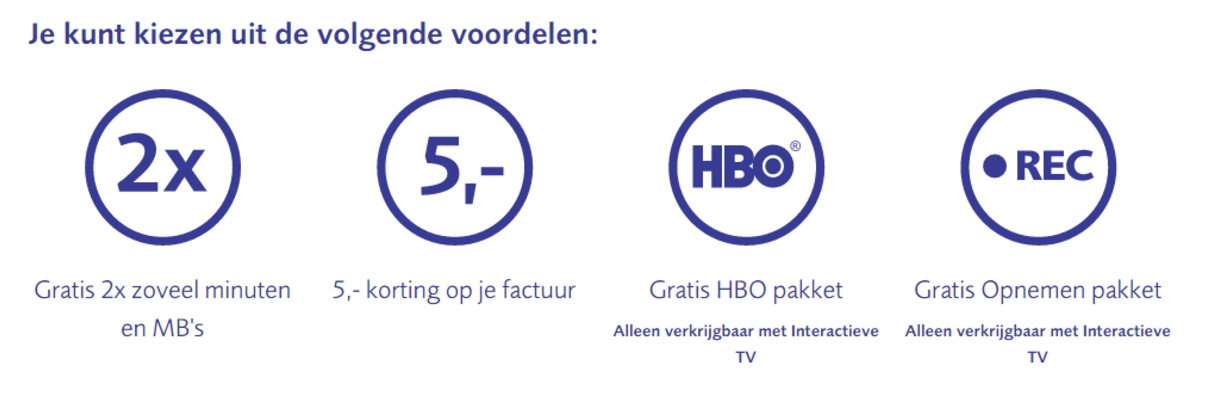 Je kunt kiezen uit de volgende voordelen:
2x
5,-
HBO®
● REC
Gratis 2x zoveel minuten
en MB's
5,- korting op je factuur
Gratis HBO pakket
Alleen verkrijgbaar met Interactieve
TV
Gratis Opnemen pakket
Alleen verkrijgbaar met Interactieve
TV